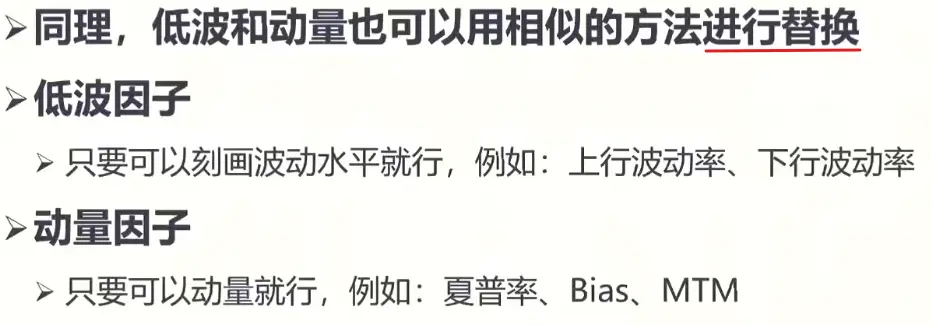 ➢同理，低波和动量也可以用相似的方法进行替换
➢低波因子
➢只要可以刻画波动水平就行，例如：上行波动率、下行波动率
➢动量因子
➢只要可以动量就行，例如：夏普率、Bias、MTM